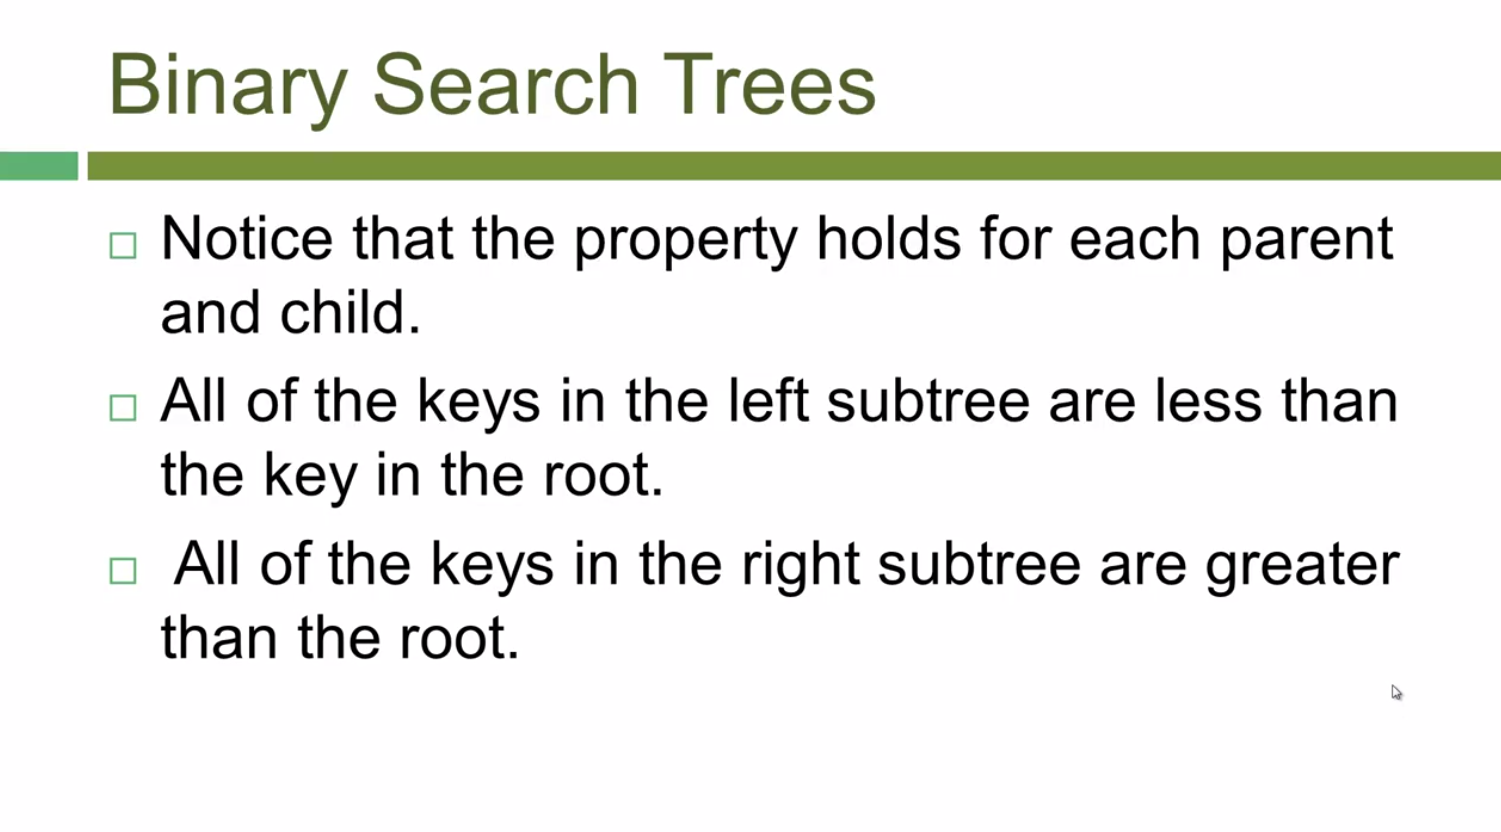 Binary Search Trees
Notice that the property holds for each parent
and child.
All of the keys in the left subtree are less than
the key in the root.
All of the keys in the right subtree are greater
than the root.